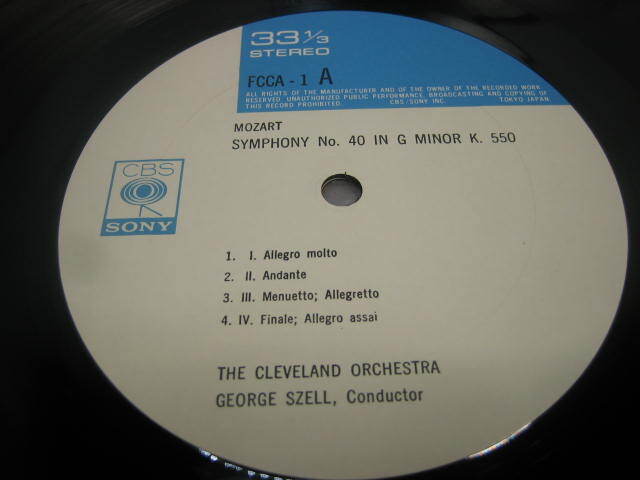 33 1/3
STEREO
FCCA - 1 A
ALL RIGHTS OF THE MANUFACTURER AND OF THE OWNER OF THE RECORDED WORK
RESERVED. UNAUTHORIZED PUBLIC PERFORMANCE, BROADCASTING AND COPYING OF
THIS RECORD PROHIBITED. CBS/SONY INC. TOKYO JAPAN
MOZART
SYMPHONY No. 40 IN G MINOR K. 550
CBS
SONY
1. I. Allegro molto
2. II. Andante
3. III. Menuetto; Allegretto
4. IV. Finale; Allegro assai
THE CLEVELAND ORCHESTRA
GEORGE SZELL, Conductor